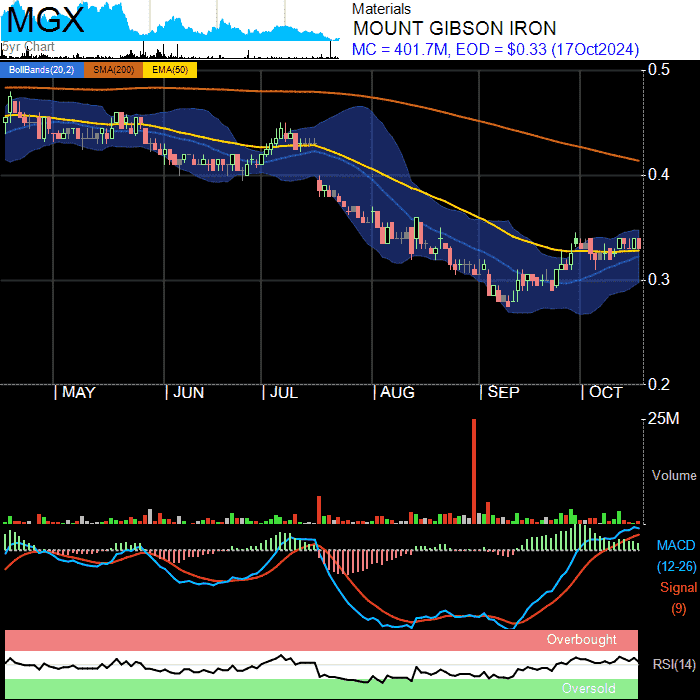 MGX
5yr Chart
Materials
MOUNT GIBSON IRON
MC = 401.7M, EOD = $0.33 (17Oct2024)
BollBands(20,2) SMA(200) EMA(50)
0.5
0.4
0.3
0.2
MAY JUN JUL AUG SEP OCT
25M
Volume
MACD
(12-26)
Signal
(9)
Overbought
RSI(14)
Oversold